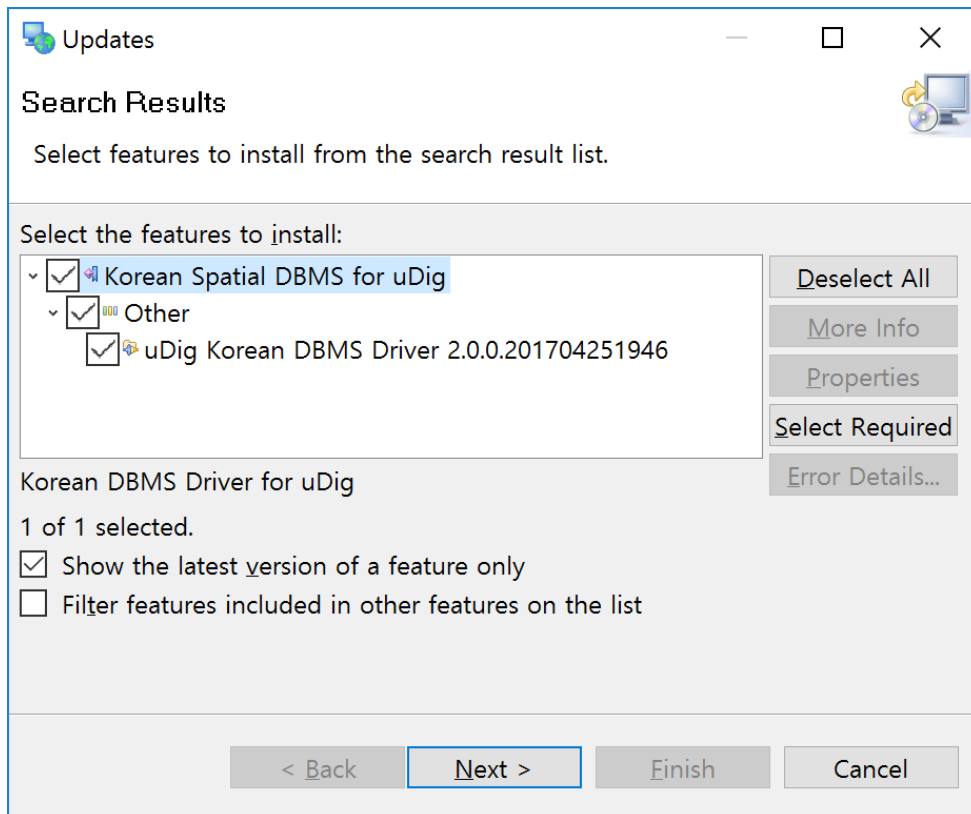 Updates
Search Results
Select features to install from the search result list.
Select the features to install:
Korean Spatial DBMS for uDig
Other
uDig Korean DBMS Driver 2.0.0.201704251946
Deselect All
More Info
Properties
Select Required
Error Details...
Korean DBMS Driver for uDig
1 of 1 selected.
Show the latest version of a feature only
Filter features included in other features on the list
< Back Next > Finish Cancel